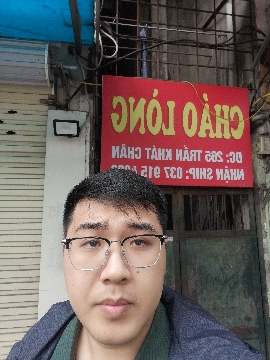 CHÁO LÒNG
ĐC: 265 TRẦN KHÁT CHÂN
NHẬN SHIP: 037 915